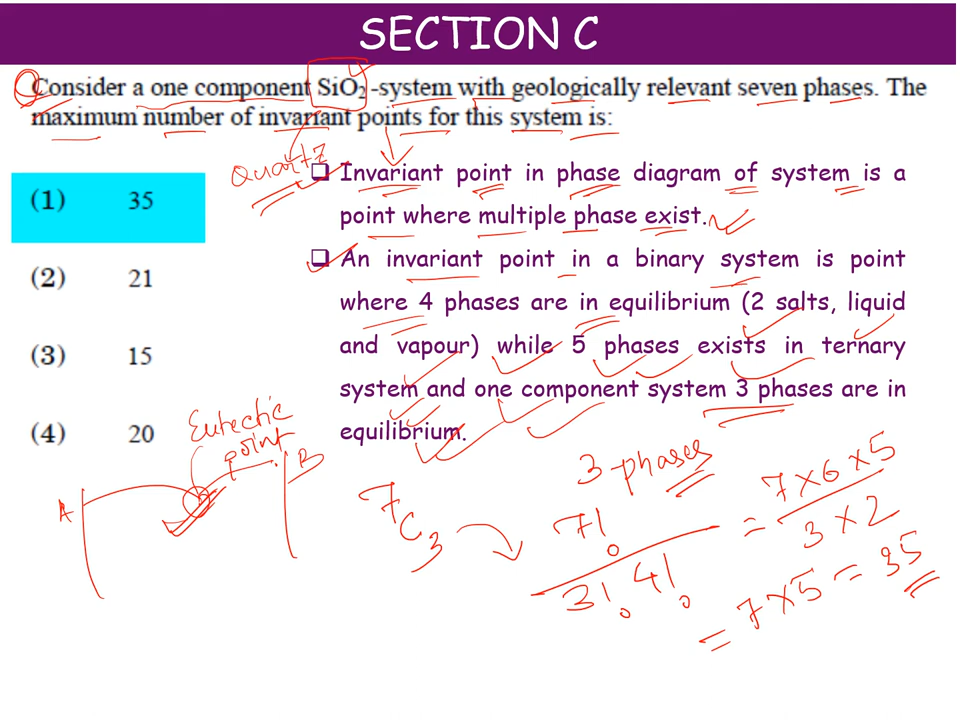 SECTION C
Q Consider a one component SiO2-system with geologically relevant seven phases. The
maximum number of invariant points for this system is:
Quartz
(1) 35
(2) 21
(3) 15
(4) 20
Invariant point in phase diagram of system is a
point where multiple phase exist.
An invariant point in a binary system is point
where 4 phases are in equilibrium (2 salts, liquid
and vapour) while 5 phases exists in ternary
system and one component system 3 phases are in
equilibrium.
Eutectic
point
A
B
3 phases
7C3
7!
3! 4!
= 7×6×5
3×2
= 7×5 = 35